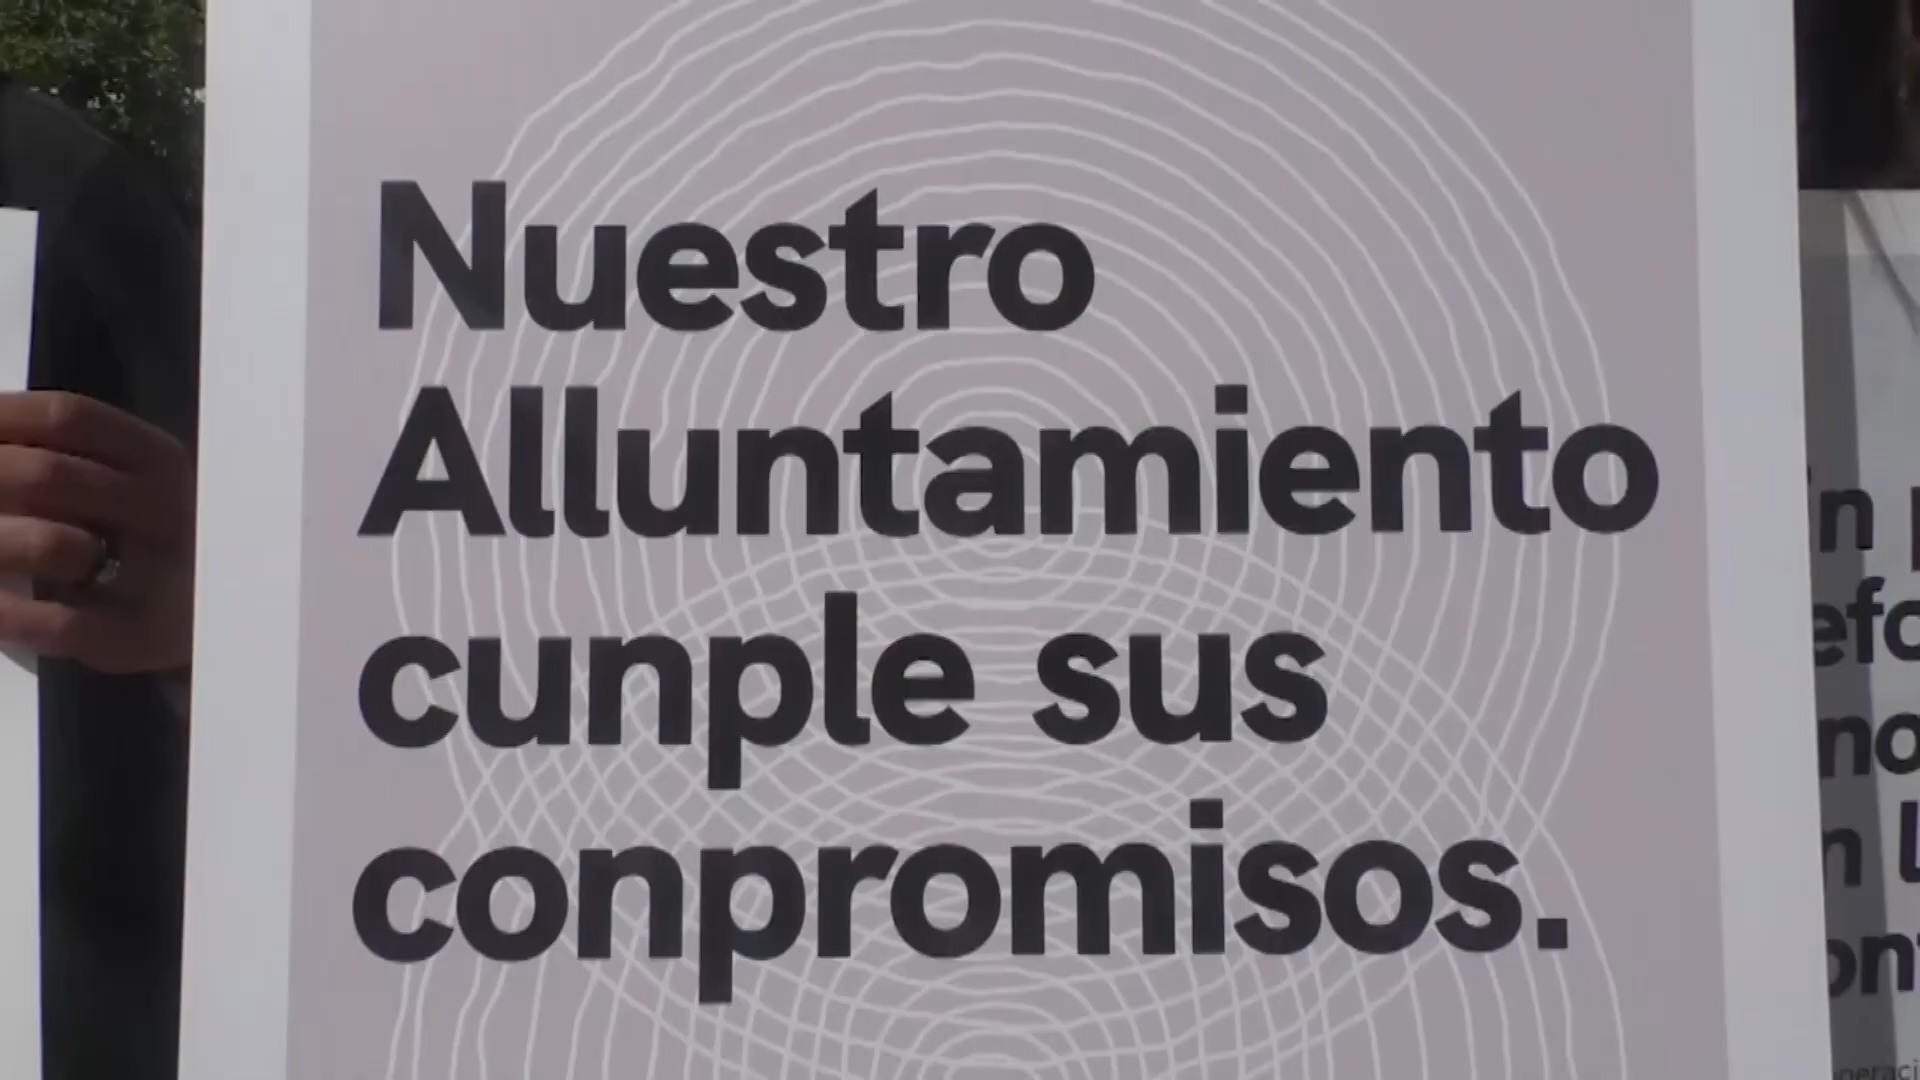 Nuestro
Alluntamiento
cunple sus
conpromisos.